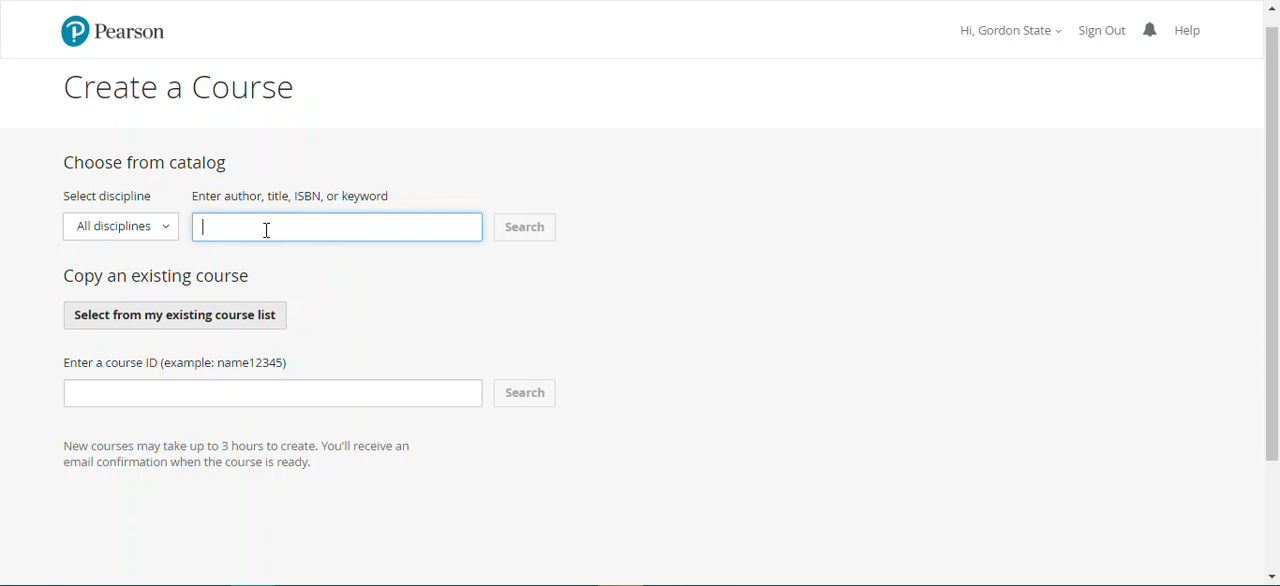 Pearson
Hi, Gordon State
Sign Out
Help
Create a Course
Choose from catalog
Select discipline
Enter author, title, ISBN, or keyword
All disciplines
Search
Copy an existing course
Select from my existing course list
Enter a course ID (example: name12345)
Search
New courses may take up to 3 hours to create. You'll receive an
email confirmation when the course is ready.